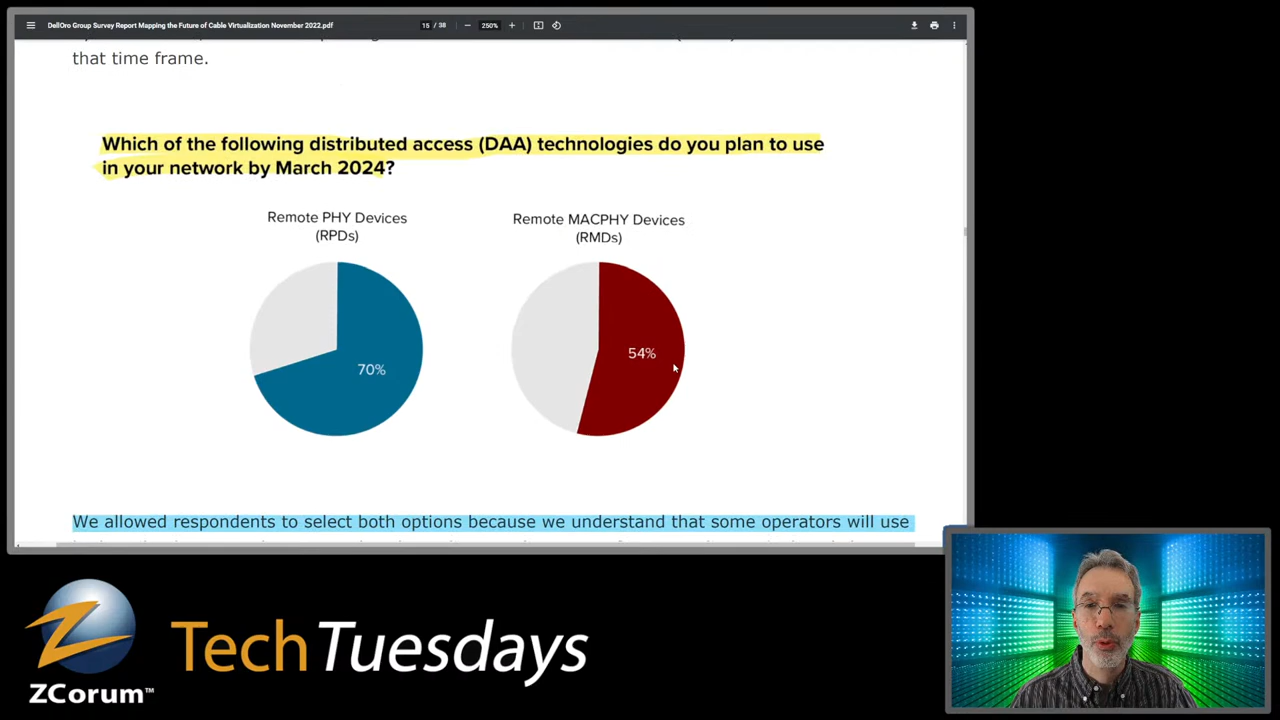 DellOro Group Survey Report Mapping the Future of Cable Virtualization November 2022.pdf
15 / 38
250%
that time frame.
Which of the following distributed access (DAA) technologies do you plan to use
in your network by March 2024?
Remote PHY Devices
(RPDs)
Remote MACPHY Devices
(RMDs)
70%
54%
We allowed respondents to select both options because we understand that some operators will use
Z
ZCorum™
TechTuesdays